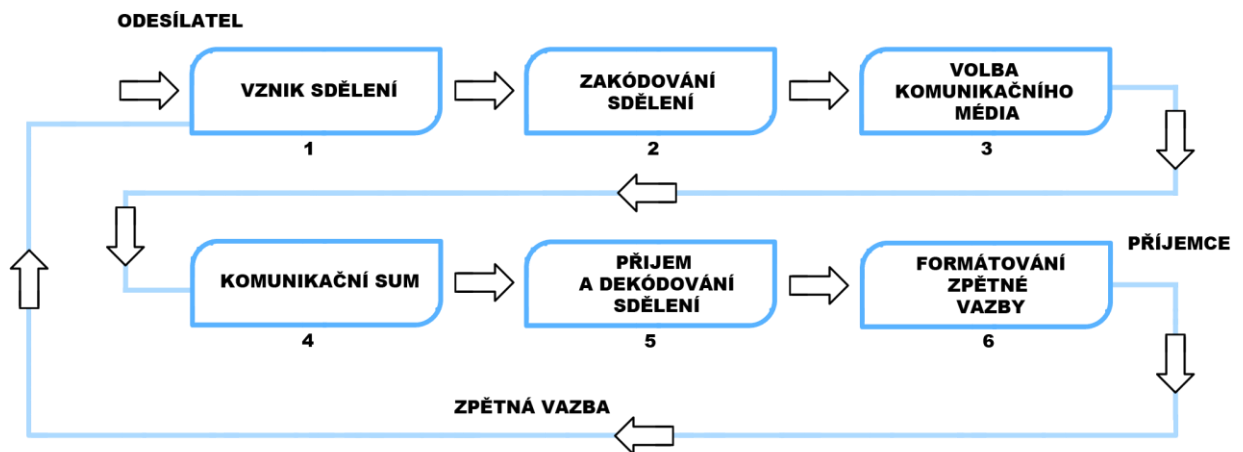 ODESÍLATEL
VZNIK SDĚLENÍ
1
ZAKÓDOVÁNÍ
SDĚLENÍ
2
VOLBA
KOMUNIKAČNÍHO
MÉDIA
3
KOMUNIKAČNÍ SUM
4
PŘIJEM
A DEKÓDOVÁNÍ
SDĚLENÍ
5
PŘÍJEMCE
FORMÁTOVÁNÍ
ZPĚTNÉ
VAZBY
6
ZPĚTNÁ VAZBA